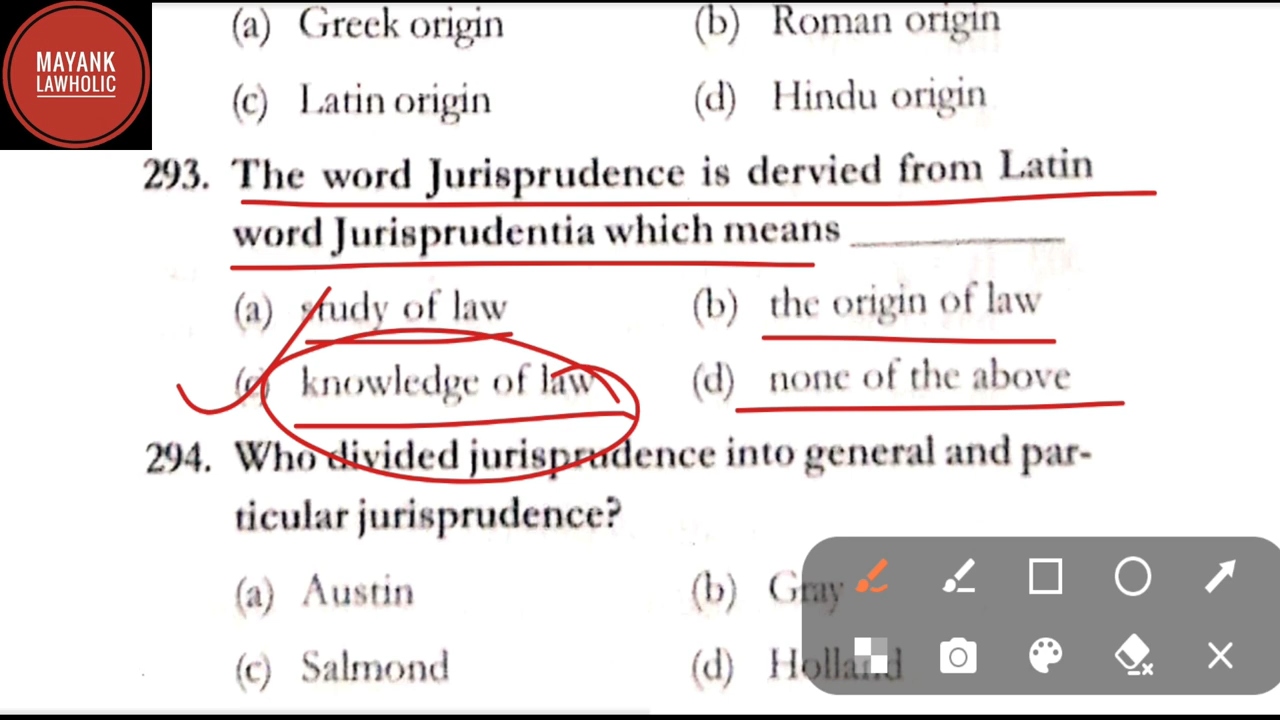 MAYANK
LAWHOLIC
(a) Greek origin (b) Roman origin
(c) Latin origin (d) Hindu origin
293. The word Jurisprudence is dervied from Latin
word Jurisprudentia which means ___________
(a) study of law (b) the origin of law
(c) knowledge of law (d) none of the above
294. Who divided jurisprudence into general and par-
ticular jurisprudence?
(a) Austin (b) Gray
(c) Salmond (d) Holland